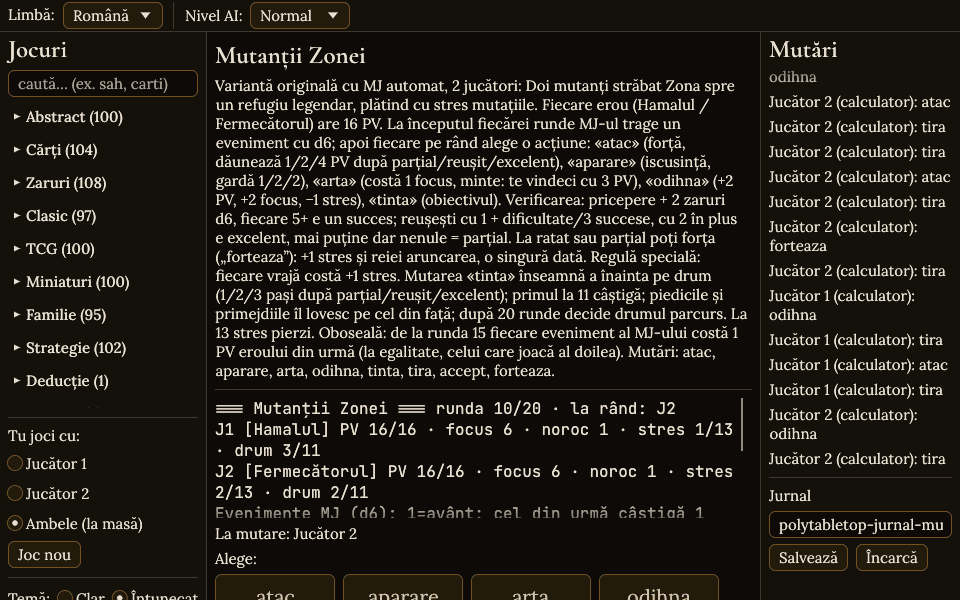 Limbă: Română ▼ Nivel AI: Normal ▼
Jocuri
caută... (ex. sah, carti)
▸ Abstract (100)
▸ Cărți (104)
▸ Zaruri (108)
▸ Clasic (97)
▸ TCG (100)
▸ Miniaturi (100)
▸ Familie (95)
▸ Strategie (102)
▸ Deducție (1)
Tu joci cu:
Jucător 1
Jucător 2
Ambele (la masă)
Joc nou
Temă: Clar Întunecat
Mutanții Zonei
Variantă originală cu MJ automat, 2 jucători: Doi mutanți străbat Zona spre
un refugiu legendar, plătind cu stres mutațiile. Fiecare erou (Hamalul /
Fermecătorul) are 16 PV. La începutul fiecărei runde MJ-ul trage un
eveniment cu d6; apoi fiecare pe rând alege o acțiune: «atac» (forță,
dăunează 1/2/4 PV după parțial/reușit/excelent), «aparare» (iscusință,
gardă 1/2/2), «arta» (costă 1 focus, minte: te vindeci cu 3 PV), «odihna» (+2
PV, +2 focus, −1 stres), «tinta» (obiectivul). Verificarea: pricepere + 2 zaruri
d6, fiecare 5+ e un succes; reușești cu 1 + dificultate/3 succese, cu 2 în plus
e excelent, mai puține dar nenule = parțial. La ratat sau parțial poți forța
(„forteaza”): +1 stres și reiei aruncarea, o singură dată. Regulă specială:
fiecare vrajă costă +1 stres. Mutarea «tinta» înseamnă a înainta pe drum
(1/2/3 pași după parțial/reușit/excelent); primul la 11 câștigă; piedicile și
primejdiile îl lovesc pe cel din față; după 20 runde decide drumul parcurs. La
13 stres pierzi. Oboseală: de la runda 15 fiecare eveniment al MJ-ului costă 1
PV eroului din urmă (la egalitate, celui care joacă al doilea). Mutări: atac,
aparare, arta, odihna, tinta, tira, accept, forteaza.
═══ Mutanții Zonei ═══ runda 10/20 · la rând: J2
J1 [Hamalul] PV 16/16 · focus 6 · noroc 1 · stres 1/13
· drum 3/11
J2 [Fermecătorul] PV 16/16 · focus 6 · noroc 1 · stres
2/13 · drum 2/11
Evenimente MJ (d6): 1=avânt: cel din urmă câștigă 1
La mutare: Jucător 2
Alege:
atac aparare arta odihna
Mutări
odihna
Jucător 2 (calculator): atac
Jucător 2 (calculator): tira
Jucător 2 (calculator): tira
Jucător 2 (calculator): atac
Jucător 2 (calculator): tira
Jucător 2 (calculator):
forteaza
Jucător 2 (calculator): tira
Jucător 1 (calculator):
odihna
Jucător 1 (calculator): tira
Jucător 1 (calculator): atac
Jucător 1 (calculator): tira
Jucător 2 (calculator):
odihna
Jucător 2 (calculator): tira
Jurnal
polytabletop-jurnal-mu
Salvează Încarcă